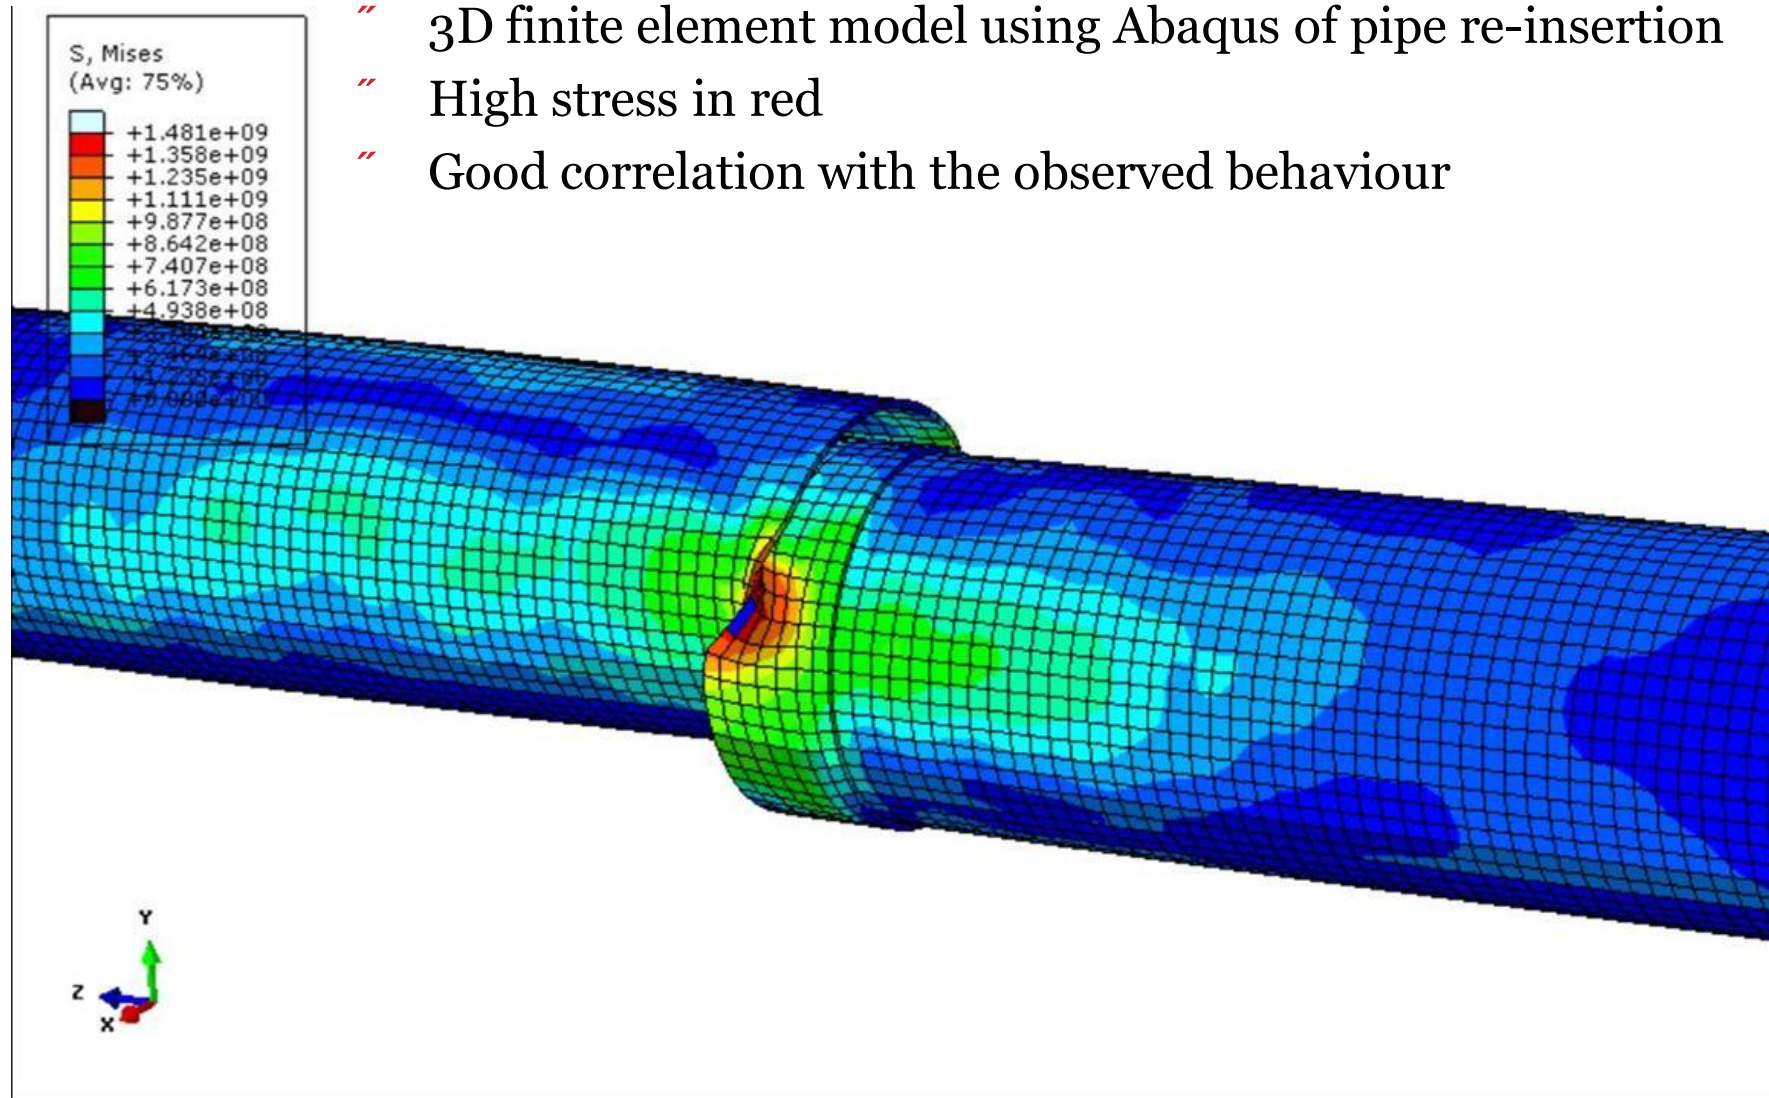 ˝ 3D finite element model using Abaqus of pipe re-insertion
˝ High stress in red
˝ Good correlation with the observed behaviour
S, Mises
(Avg: 75%)
+1.481e+09
+1.358e+09
+1.235e+09
+1.111e+09
+9.877e+08
+8.642e+08
+7.407e+08
+6.173e+08
+4.938e+08
Y
Z
X